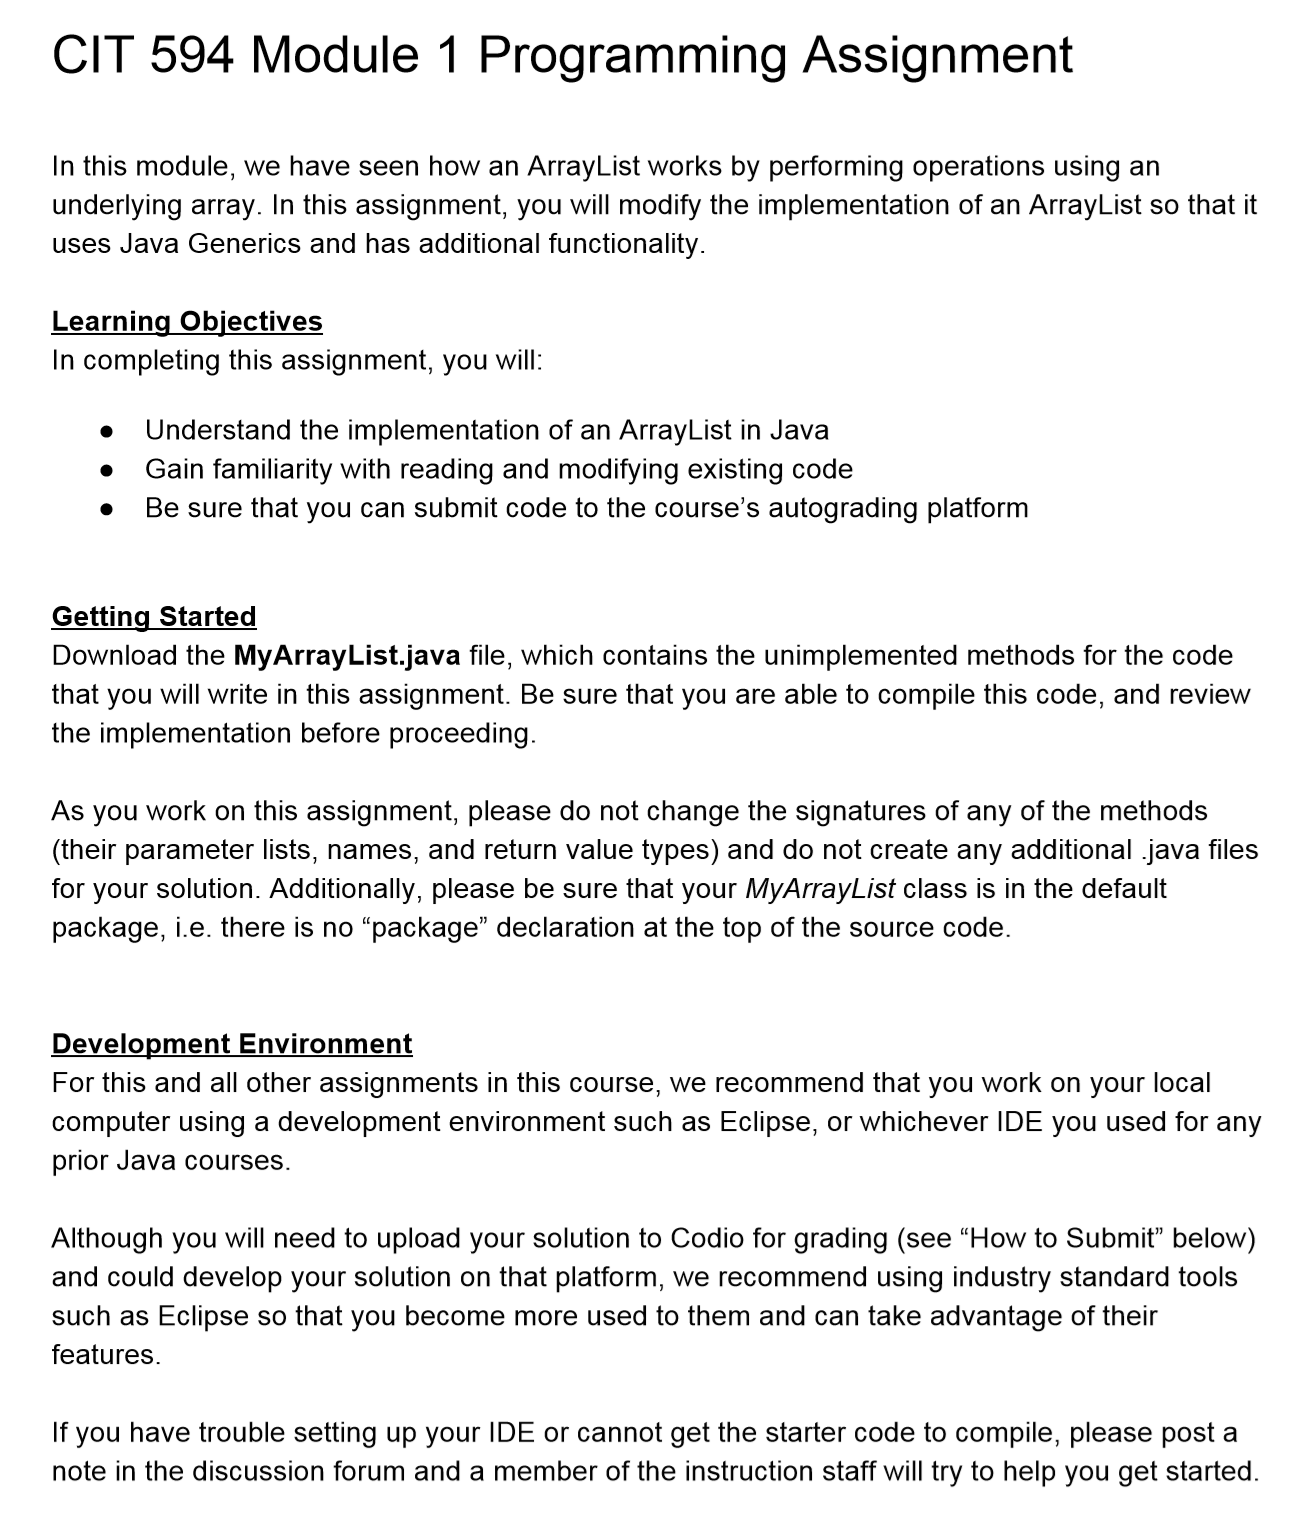 CIT 594 Module 1 Programming Assignment
In this module, we have seen how an ArrayList works by performing operations using an
underlying array. In this assignment, you will modify the implementation of an ArrayList so that it
uses Java Generics and has additional functionality.
Learning Objectives
In completing this assignment, you will:
● Understand the implementation of an ArrayList in Java
● Gain familiarity with reading and modifying existing code
● Be sure that you can submit code to the course’s autograding platform
Getting Started
Download the MyArrayList.java file, which contains the unimplemented methods for the code
that you will write in this assignment. Be sure that you are able to compile this code, and review
the implementation before proceeding.
As you work on this assignment, please do not change the signatures of any of the methods
(their parameter lists, names, and return value types) and do not create any additional .java files
for your solution. Additionally, please be sure that your MyArrayList class is in the default
package, i.e. there is no “package” declaration at the top of the source code.
Development Environment
For this and all other assignments in this course, we recommend that you work on your local
computer using a development environment such as Eclipse, or whichever IDE you used for any
prior Java courses.
Although you will need to upload your solution to Codio for grading (see “How to Submit” below)
and could develop your solution on that platform, we recommend using industry standard tools
such as Eclipse so that you become more used to them and can take advantage of their
features.
If you have trouble setting up your IDE or cannot get the starter code to compile, please post a
note in the discussion forum and a member of the instruction staff will try to help you get started.